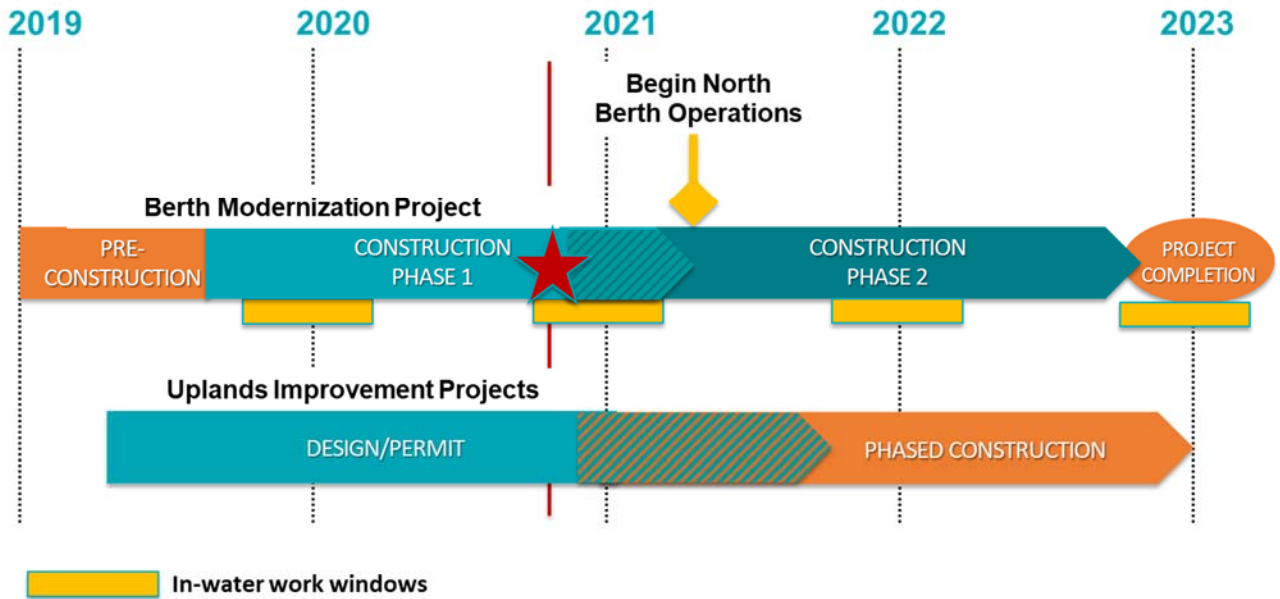 2019 2020 2021 2022 2023
Begin North
Berth Operations
Berth Modernization Project
PRE-
CONSTRUCTION
CONSTRUCTION
PHASE 1
CONSTRUCTION
PHASE 2
PROJECT
COMPLETION
Uplands Improvement Projects
DESIGN/PERMIT
PHASED CONSTRUCTION
In-water work windows